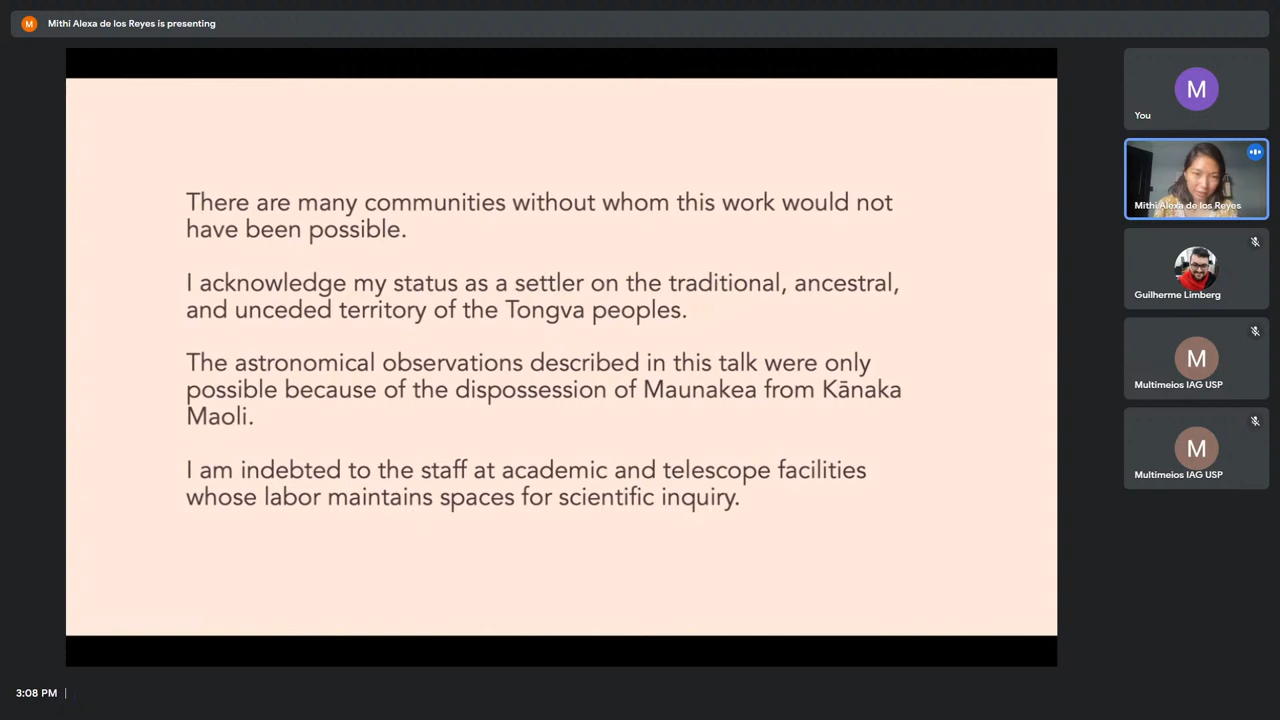 M Mithi Alexa de los Reyes is presenting
There are many communities without whom this work would not
have been possible.
I acknowledge my status as a settler on the traditional, ancestral,
and unceded territory of the Tongva peoples.
The astronomical observations described in this talk were only
possible because of the dispossession of Maunakea from Kānaka
Maoli.
I am indebted to the staff at academic and telescope facilities
whose labor maintains spaces for scientific inquiry.
M
You
Mithi Alexa de los Reyes
Guilherme Limberg
M
Multimeios IAG USP
M
Multimeios IAG USP
3:08 PM